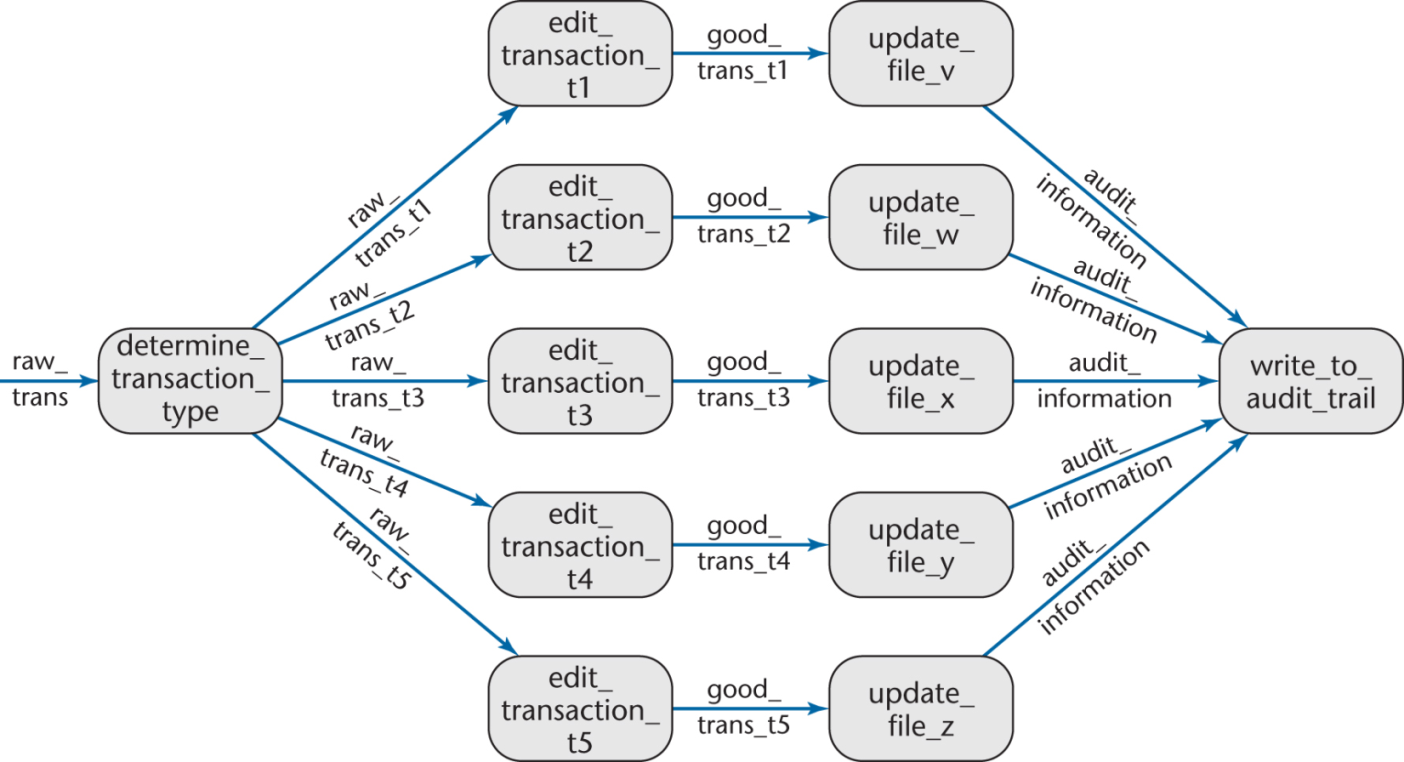 raw_
trans
determine_
transaction_
type
raw_
trans_t1
raw_
trans_t2
raw_
trans_t3
raw_
trans_t4
raw_
trans_t5
edit_
transaction_
t1
good_
trans_t1
update_
file_v
audit_
information
edit_
transaction_
t2
good_
trans_t2
update_
file_w
audit_
information
edit_
transaction_
t3
good_
trans_t3
update_
file_x
audit_
information
edit_
transaction_
t4
good_
trans_t4
update_
file_y
audit_
information
edit_
transaction_
t5
good_
trans_t5
update_
file_z
audit_
information
write_to_
audit_trail